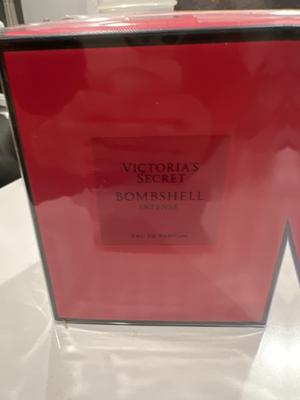 VICTORIA'S
SECRET
BOMBSHELL
INTENSE
EAU DE PARFUM